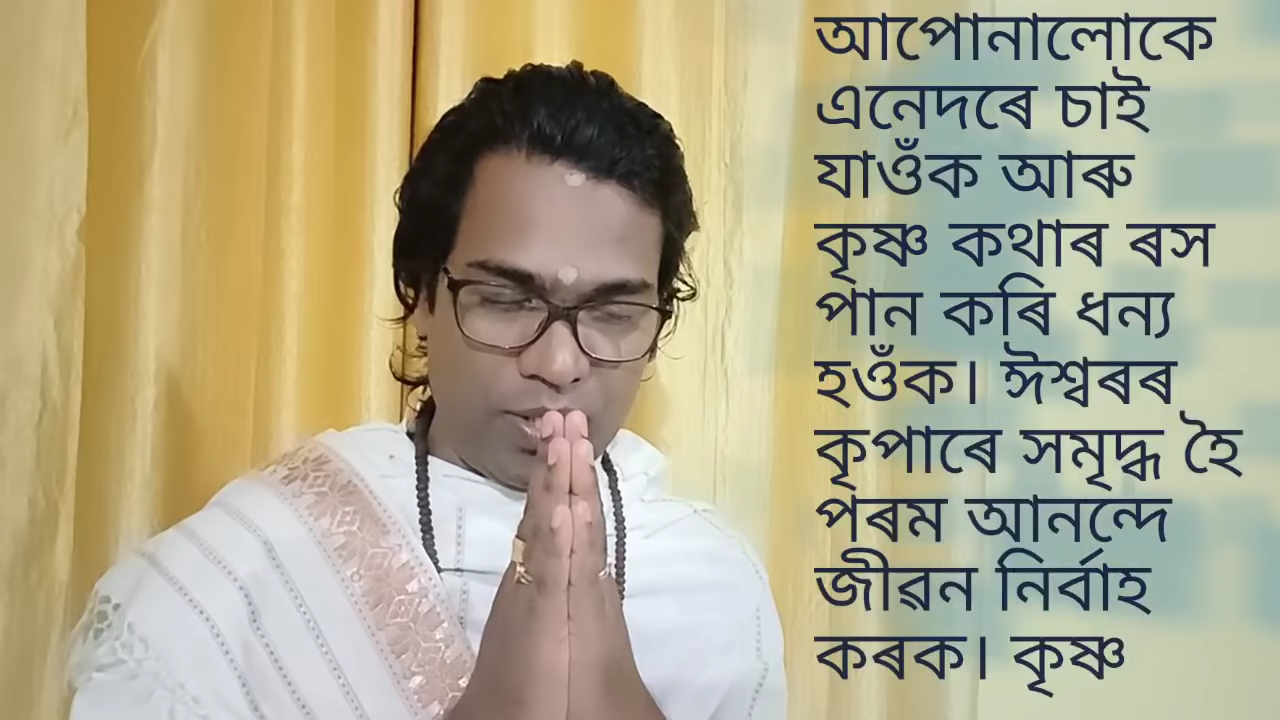 আপোনালোকে
এনেদৰে চাই
যাওঁক আৰু
কৃষ্ণ কথাৰ ৰস
পান কৰি ধন্য
হওঁক। ঈশ্বৰৰ
কৃপাৰে সমৃদ্ধ হৈ
পৰম আনন্দে
জীৱন নিৰ্বাহ
কৰক। কৃষ্ণ